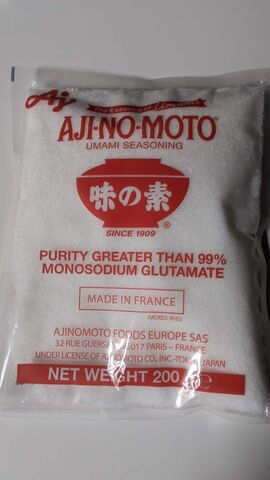 Aj
The Essence of Umami
AJI-NO-MOTO®
UMAMI SEASONING
味の素
®
SINCE 1909
PURITY GREATER THAN 99%
MONOSODIUM GLUTAMATE
MADE IN FRANCE
PACKED IN EU
AJINOMOTO FOODS EUROPE SAS
32 RUE GUERSANT 75017 PARIS – FRANCE
UNDER LICENSE OF AJINOMOTO CO., INC.-TOKYO JAPAN
NET WEIGHT 200